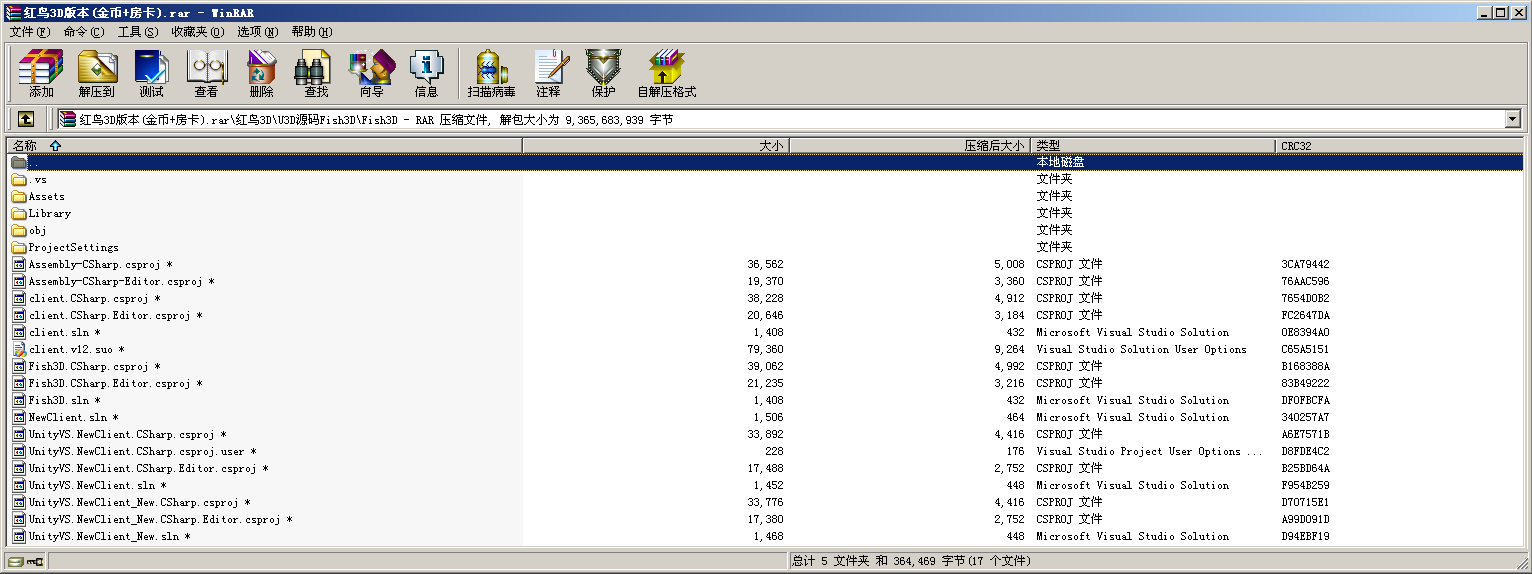 红鸟3D版本(金币+房卡).rar - WinRAR
文件(F) 命令(C) 工具(S) 收藏夹(O) 选项(N) 帮助(H)
添加 解压到 测试 查看 删除 查找 向导 信息 扫描病毒 注释 保护 自解压格式
红鸟3D版本(金币+房卡).rar\红鸟3D\U3D源码Fish3D\Fish3D - RAR 压缩文件, 解包大小为 9,365,683,939 字节
名称 大小 压缩后大小 类型 CRC32
.. 本地磁盘
.vs 文件夹
Assets 文件夹
Library 文件夹
obj 文件夹
ProjectSettings 文件夹
Assembly-CSharp.csproj * 36,562 5,008 CSPROJ 文件 3CA79442
Assembly-CSharp-Editor.csproj * 19,370 3,360 CSPROJ 文件 76AAC596
client.CSharp.csproj * 38,228 4,912 CSPROJ 文件 7654D0B2
client.CSharp.Editor.csproj * 20,646 3,184 CSPROJ 文件 FC2647DA
client.sln * 1,408 432 Microsoft Visual Studio Solution 0E8394A0
client.v12.suo * 79,360 9,264 Visual Studio Solution User Options C65A5151
Fish3D.CSharp.csproj * 39,062 4,992 CSPROJ 文件 B168388A
Fish3D.CSharp.Editor.csproj * 21,235 3,216 CSPROJ 文件 83B49222
Fish3D.sln * 1,408 432 Microsoft Visual Studio Solution DF0FBCFA
NewClient.sln * 1,506 464 Microsoft Visual Studio Solution 340257A7
UnityVS.NewClient.CSharp.csproj * 33,892 4,416 CSPROJ 文件 A6E7571B
UnityVS.NewClient.CSharp.csproj.user * 228 176 Visual Studio Project User Options ... D8FDE4C2
UnityVS.NewClient.CSharp.Editor.csproj * 17,488 2,752 CSPROJ 文件 B25BD64A
UnityVS.NewClient.sln * 1,452 448 Microsoft Visual Studio Solution F954B259
UnityVS.NewClient_New.CSharp.csproj * 33,776 4,416 CSPROJ 文件 D70715E1
UnityVS.NewClient_New.CSharp.Editor.csproj * 17,380 2,752 CSPROJ 文件 A99D091D
UnityVS.NewClient_New.sln * 1,468 448 Microsoft Visual Studio Solution D94EBF19
总计 5 文件夹 和 364,469 字节(17 个文件)